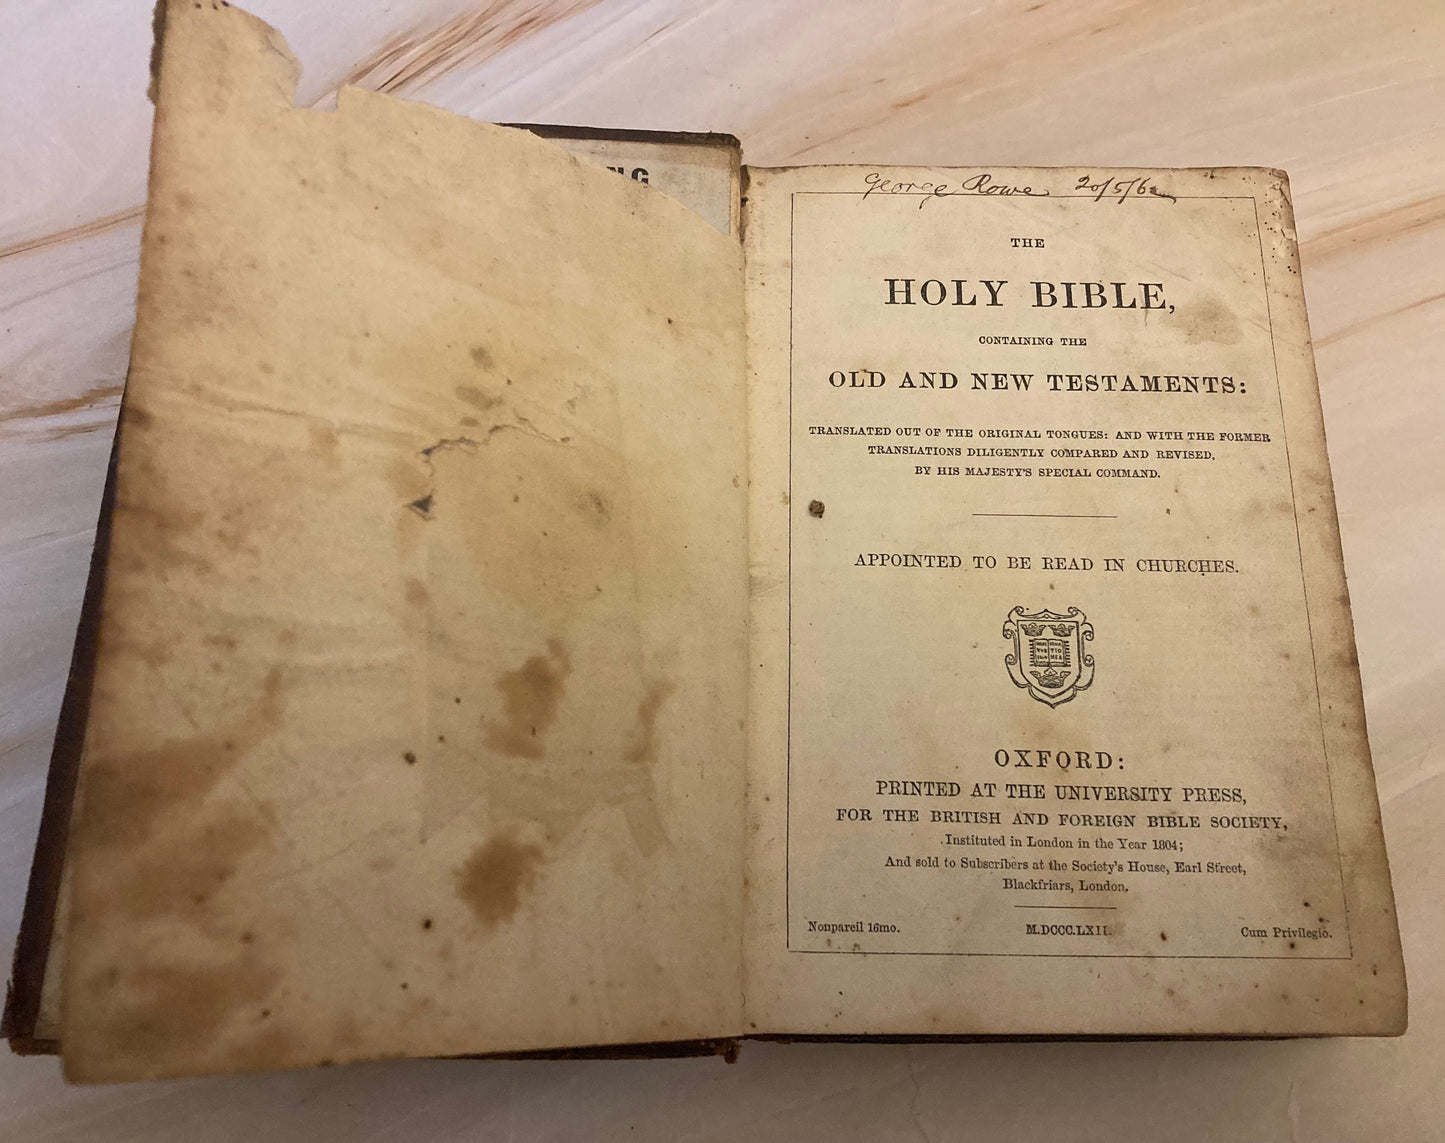 NG
George Rowe 20/5/62
THE
HOLY BIBLE,
CONTAINING THE
OLD AND NEW TESTAMENTS:
TRANSLATED OUT OF THE ORIGINAL TONGUES: AND WITH THE FORMER
TRANSLATIONS DILIGENTLY COMPARED AND REVISED,
BY HIS MAJESTY'S SPECIAL COMMAND.
APPOINTED TO BE READ IN CHURCHES.
OXFORD:
PRINTED AT THE UNIVERSITY PRESS,
FOR THE BRITISH AND FOREIGN BIBLE SOCIETY,
Instituted in London in the Year 1804;
And sold to Subscribers at the Society's House, Earl Street,
Blackfriars, London.
Nonpareil 16mo. M.DCCC.LXII. Cum Privilegio.